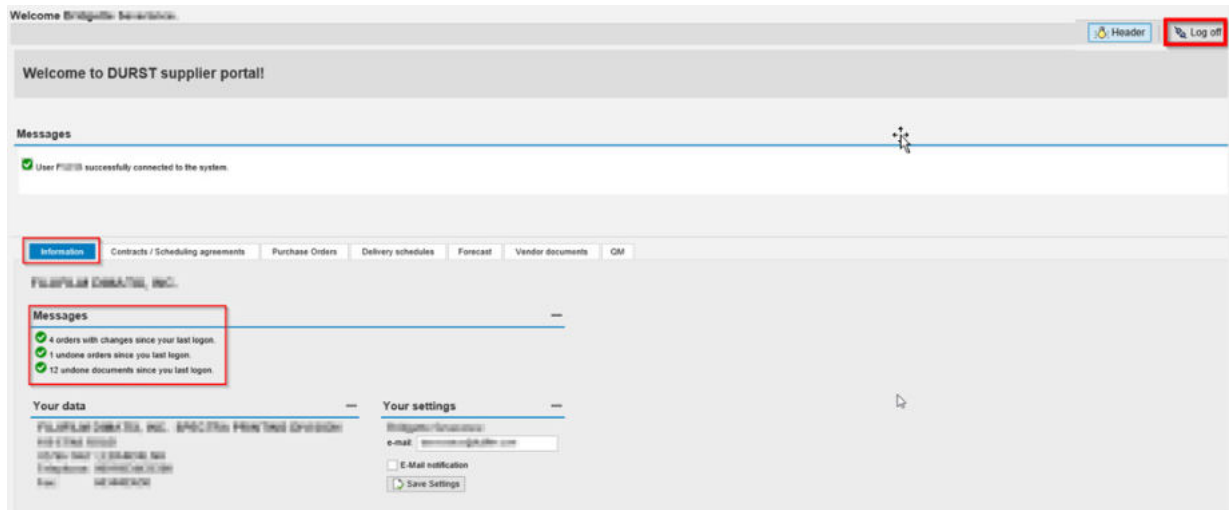 Welcome
Header
Log off
Welcome to DURST supplier portal!
Messages
User successfully connected to the system.
Information
Contracts / Scheduling agreements
Purchase Orders
Delivery schedules
Forecast
Vendor documents
QM
Messages
4 orders with changes since your last logon.
1 undone orders since you last logon.
12 undone documents since you last logon.
Your data
Your settings
e-mail
E-Mail notification
Save Settings
Telephone:
Fax: